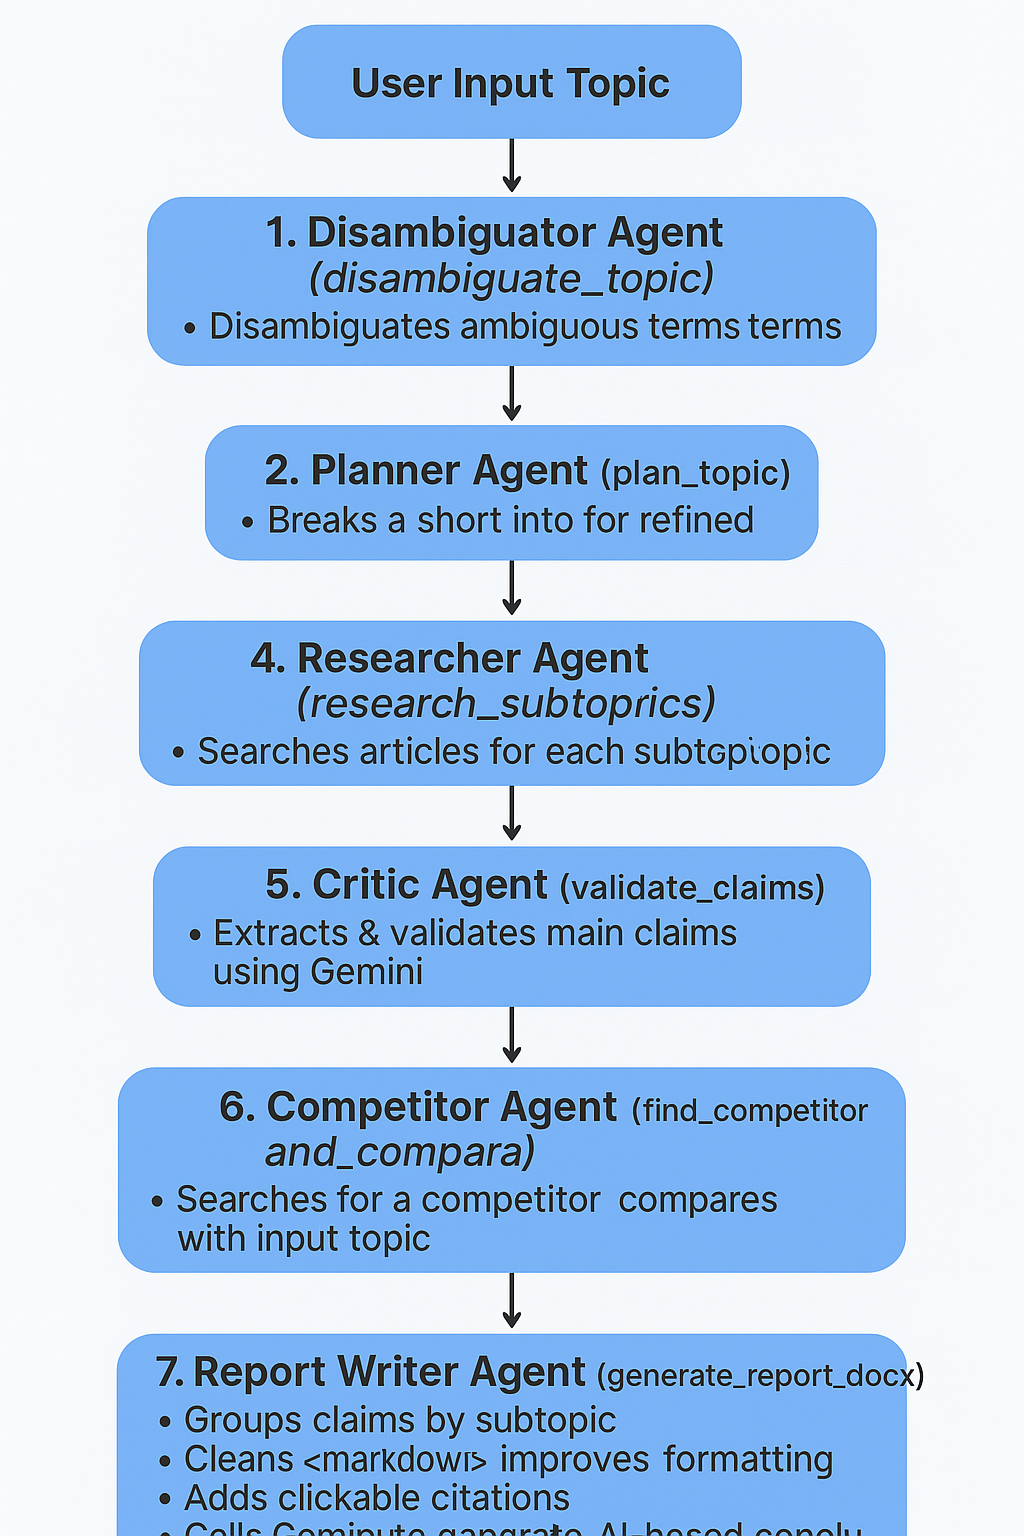 User Input Topic
1. Disambiguator Agent
(disambiguate_topic)
• Disambiguates ambiguous terms terms
2. Planner Agent (plan_topic)
• Breaks a short into for refined
4. Researcher Agent
(research_subtoprics)
• Searches articles for each
5. Critic Agent (validate_claims)
• Extracts & validates main claims
using Gemini
6. Competitor Agent (find_competitor
and_compara)
• Searches for a competitor compares
with input topic
7. Report Writer Agent (generate_report_docx)
• Groups claims by subtopic
• Cleans <markdown> improves formatting
• Adds clickable citations